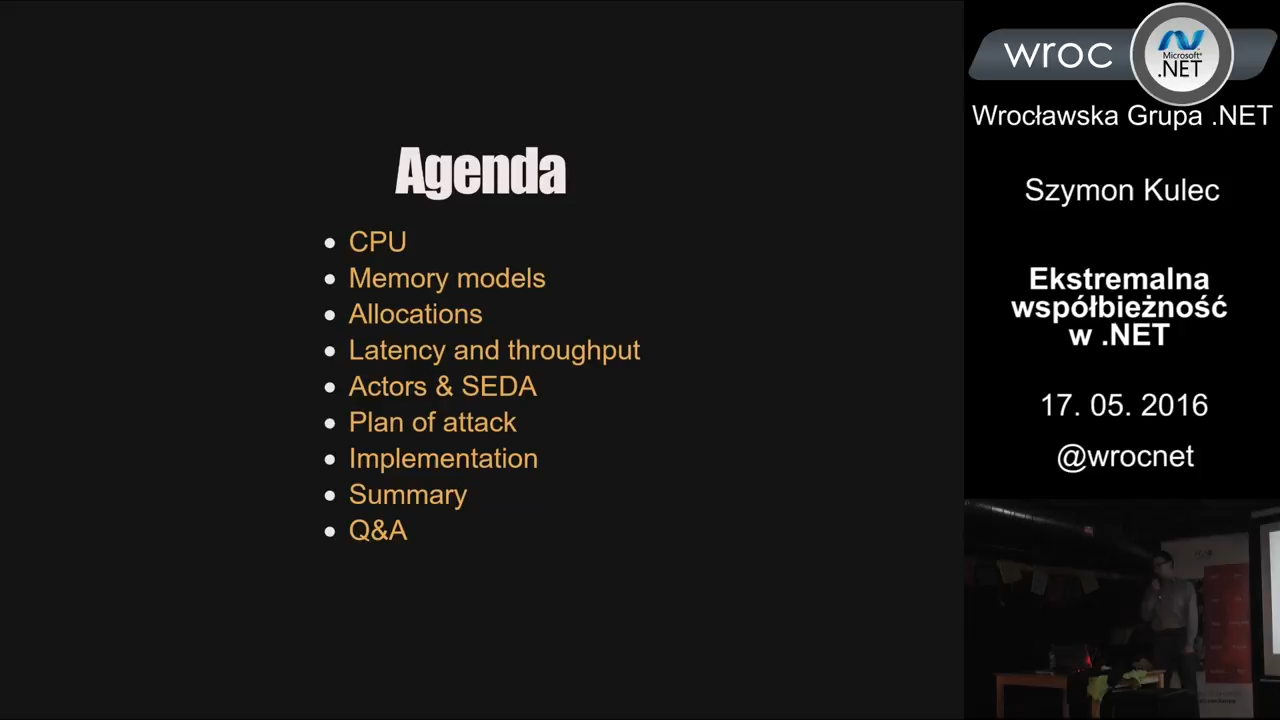 Agenda
CPU
Memory models
Allocations
Latency and throughput
Actors & SEDA
Plan of attack
Implementation
Summary
Q&A
wroc
Microsoft®
.NET
Wrocławska Grupa .NET
Szymon Kulec
Ekstremalna
współbieżność
w .NET
17. 05. 2016
@wrocnet